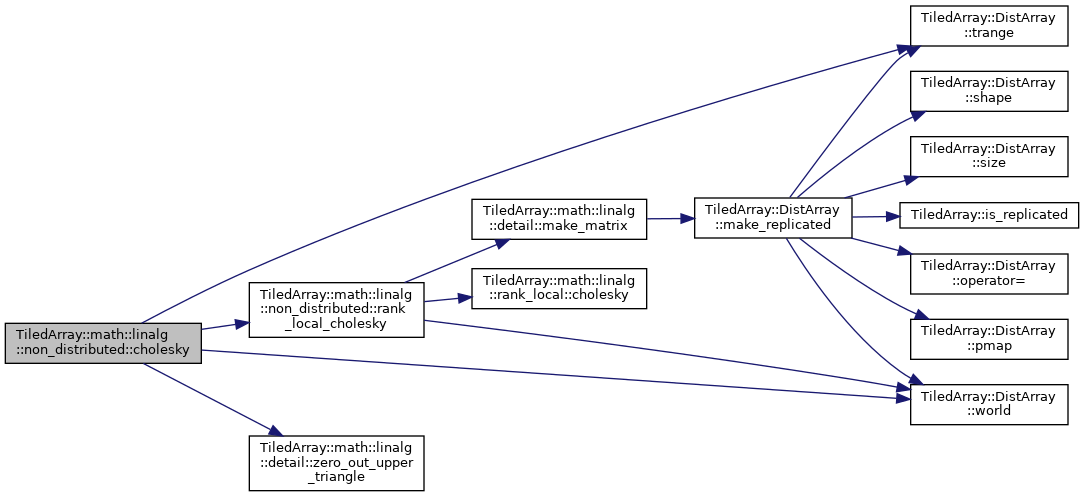 TiledArray::DistArray
::trange
TiledArray::DistArray
::shape
TiledArray::DistArray
::size
TiledArray::math::linalg
::detail::make_matrix
TiledArray::DistArray
::make_replicated
TiledArray::is_replicated
TiledArray::math::linalg
::rank_local::cholesky
TiledArray::DistArray
::operator=
TiledArray::math::linalg
::non_distributed::rank
_local_cholesky
TiledArray::math::linalg
::non_distributed::cholesky
TiledArray::DistArray
::pmap
TiledArray::DistArray
::world
TiledArray::math::linalg
::detail::zero_out_upper
_triangle